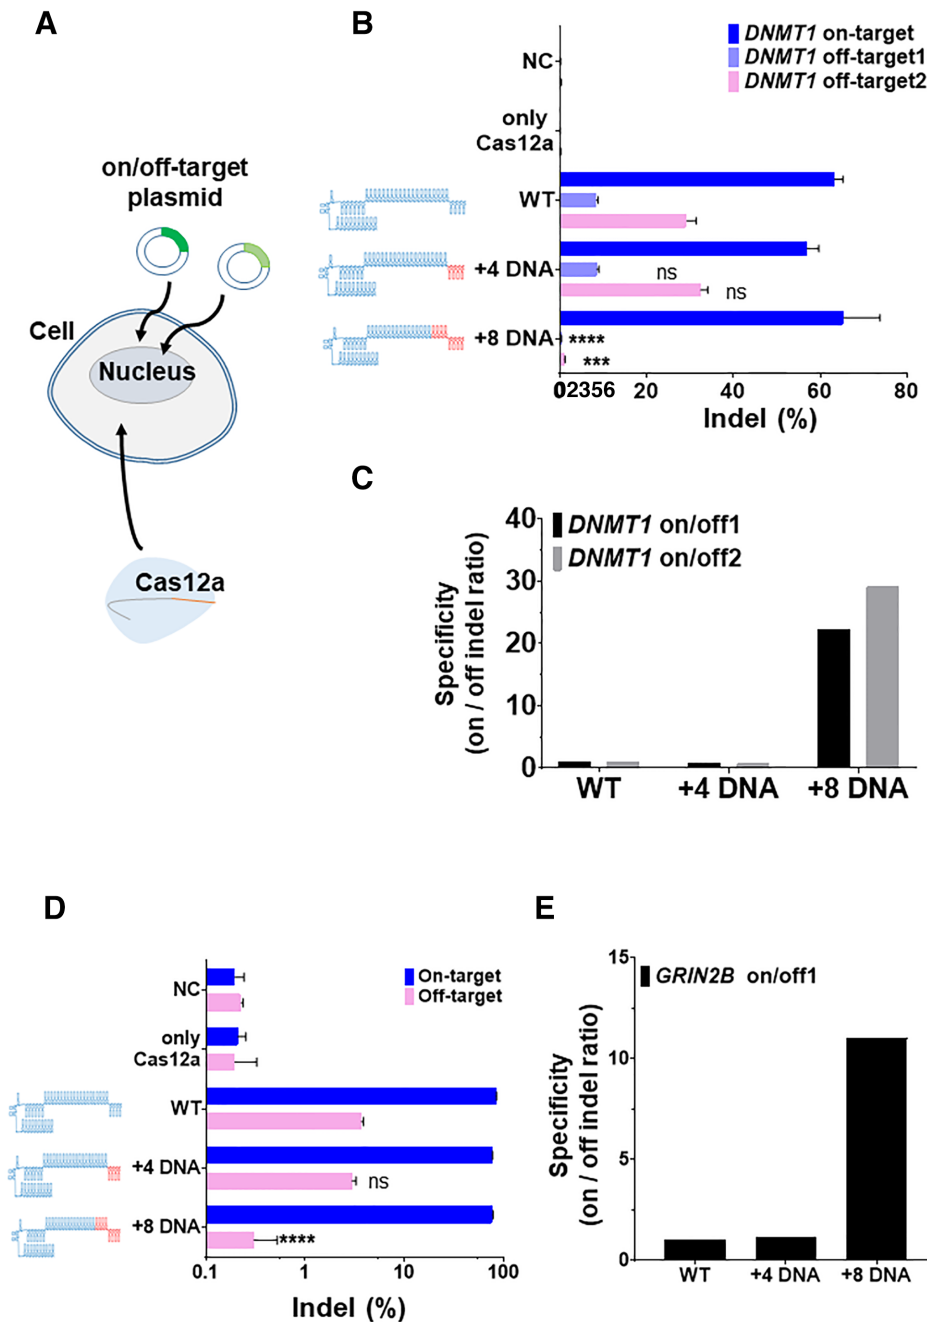 A
on/off-target
plasmid
Cell
Nucleus
Cas12a
B
DNMT1 on-target
DNMT1 off-target1
DNMT1 off-target2
NC
only
Cas12a
WT
+4 DNA
ns
ns
+8 DNA
****
***
02356 20 40 60 80
Indel (%)
C
DNMT1 on/off1
DNMT1 on/off2
Specificity
(on / off indel ratio)
40
30
20
10
0
WT +4 DNA +8 DNA
D
On-target
Off-target
NC
only
Cas12a
WT
+4 DNA
ns
+8 DNA
****
0.1 1 10 100
Indel (%)
E
GRIN2B on/off1
Specificity
(on / off indel ratio)
15
10
5
0
WT +4 DNA +8 DNA